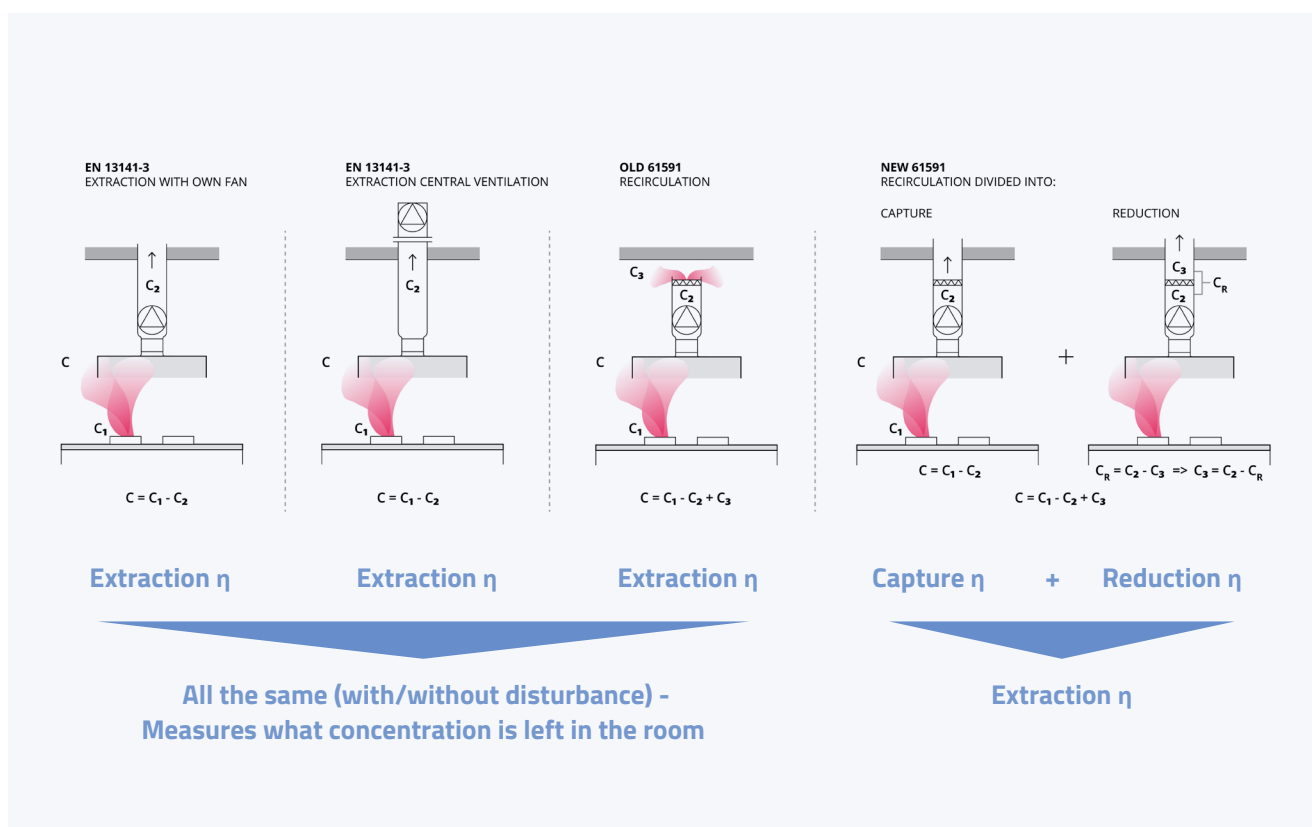 EN 13141-3
EXTRACTION WITH OWN FAN
C₂
C
C₁
C = C₁ - C₂
EN 13141-3
EXTRACTION CENTRAL VENTILATION
C₂
C
C₁
C = C₁ - C₂
OLD 61591
RECIRCULATION
C₃
C₂
C
C₁
C = C₁ - C₂ + C₃
NEW 61591
RECIRCULATION DIVIDED INTO:
CAPTURE
C₂
C
C₁
C = C₁ - C₂
+
REDUCTION
C₃
C₂
C_R
C₁
C_R = C₂ - C₃ => C₃ = C₂ - C_R
C = C₁ - C₂ + C₃
Extraction η
Extraction η
Extraction η
Capture η + Reduction η
All the same (with/without disturbance) -
Measures what concentration is left in the room
Extraction η